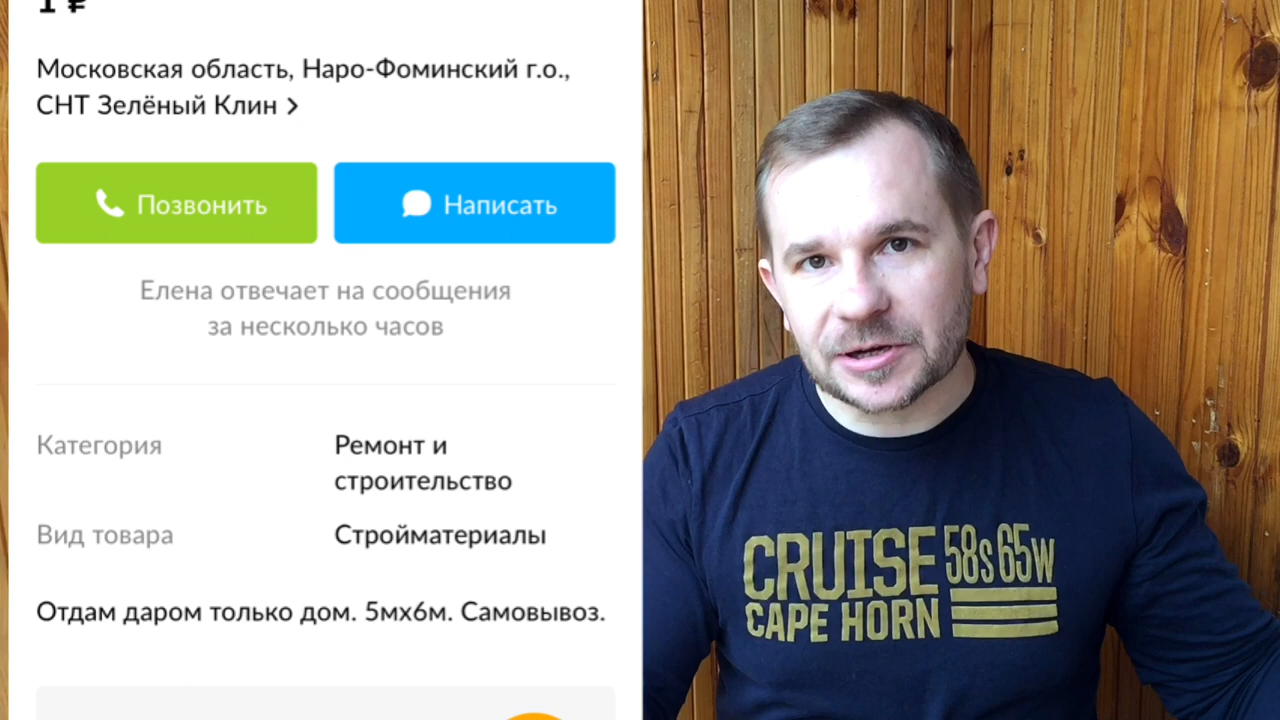 1 ₽
Московская область, Наро-Фоминский г.о.,
СНТ Зелёный Клин >
Позвонить
Написать
Елена отвечает на сообщения
за несколько часов
Категория
Ремонт и
строительство
Вид товара
Стройматериалы
Отдам даром только дом. 5мх6м. Самовывоз.
CRUISE 58s 65w
CAPE HORN